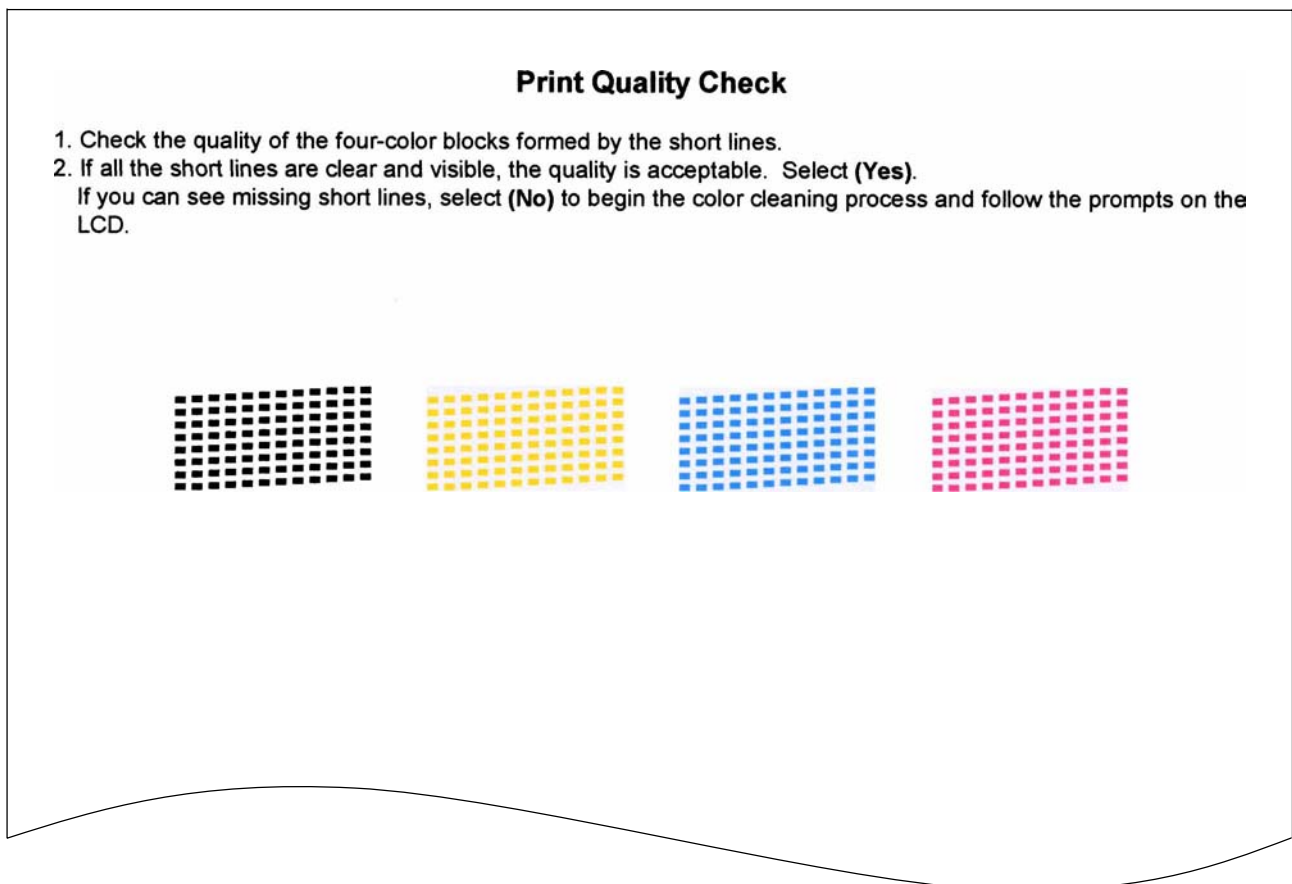 Print Quality Check
1. Check the quality of the four-color blocks formed by the short lines.
2. If all the short lines are clear and visible, the quality is acceptable.  Select (Yes).
If you can see missing short lines, select (No) to begin the color cleaning process and follow the prompts on the
LCD.